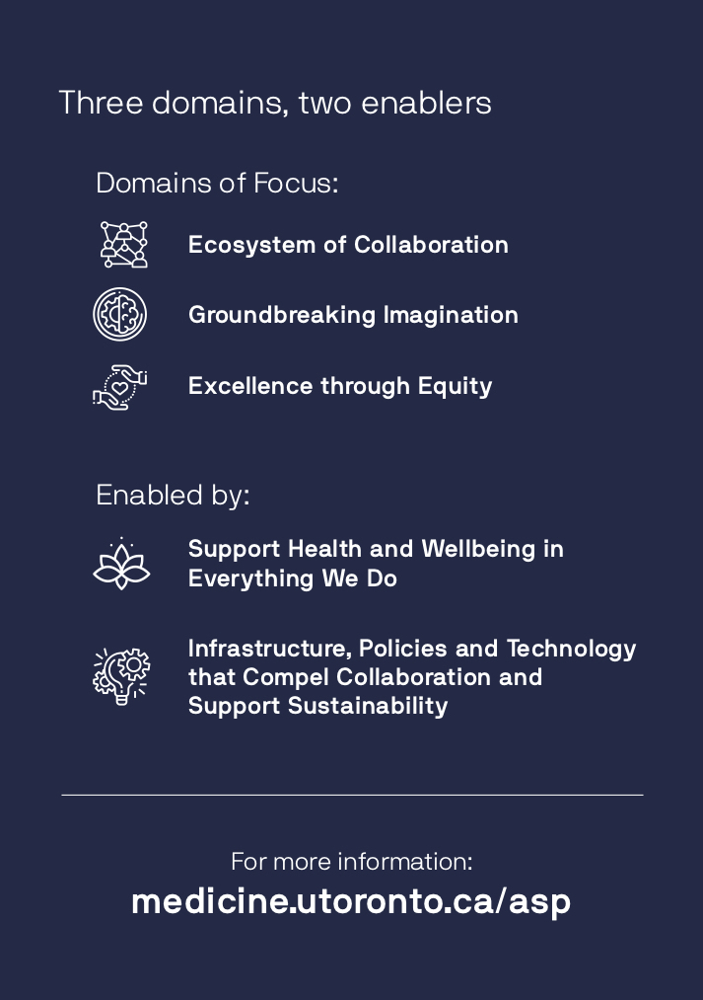 Three domains, two enablers
Domains of Focus:
Ecosystem of Collaboration
Groundbreaking Imagination
Excellence through Equity
Enabled by:
Support Health and Wellbeing in
Everything We Do
Infrastructure, Policies and Technology
that Compel Collaboration and
Support Sustainability
For more information:
medicine.utoronto.ca/asp